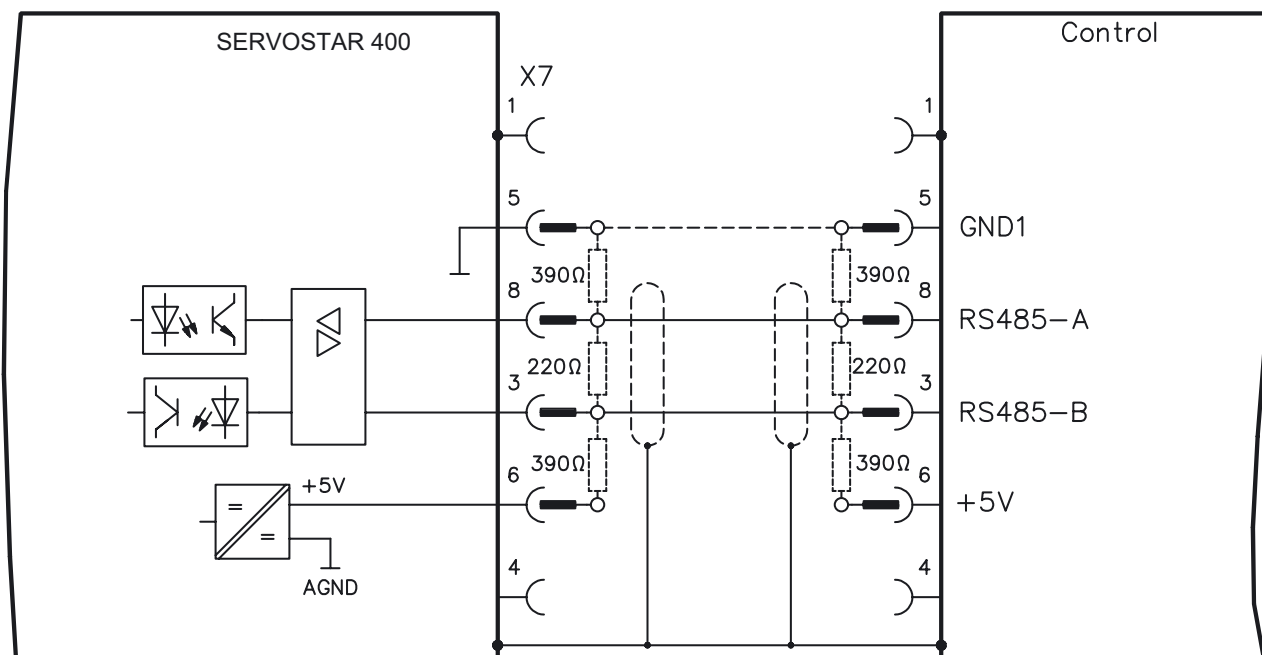 SERVOSTAR 400
Control
X7
1
1
5
5
GND1
390Ω
390Ω
8
8
RS485-A
220Ω
220Ω
3
3
RS485-B
390Ω
390Ω
6
6
+5V
+5V
=
=
AGND
4
4